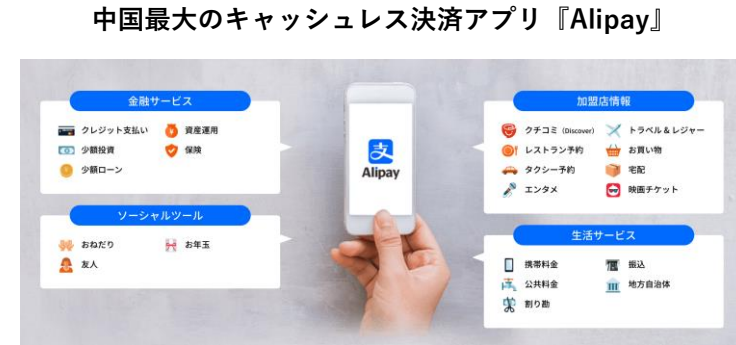 中国最大のキャッシュレス決済アプリ『Alipay』
金融サービス
クレジット支払い
資産運用
少額投資
保険
少額ローン
ソーシャルツール
おねだり
お年玉
友人
支
Alipay
加盟店情報
クチコミ (Discover)
トラベル & レジャー
レストラン予約
お買い物
タクシー予約
宅配
エンタメ
映画チケット
生活サービス
携帯料金
振込
公共料金
地方自治体
割り勘